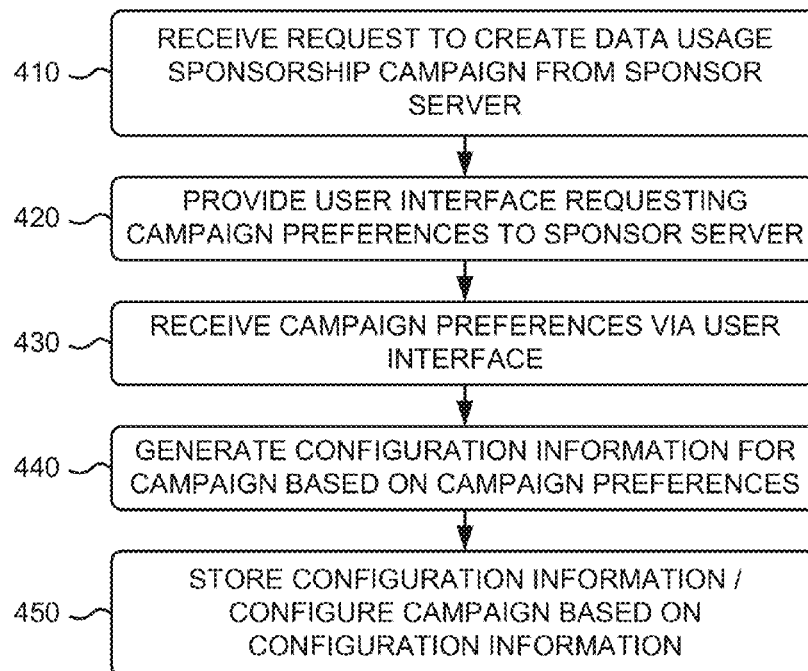 410
RECEIVE REQUEST TO CREATE DATA USAGE
SPONSORSHIP CAMPAIGN FROM SPONSOR
SERVER
420
PROVIDE USER INTERFACE REQUESTING
CAMPAIGN PREFERENCES TO SPONSOR SERVER
430
RECEIVE CAMPAIGN PREFERENCES VIA USER
INTERFACE
440
GENERATE CONFIGURATION INFORMATION FOR
CAMPAIGN BASED ON CAMPAIGN PREFERENCES
450
STORE CONFIGURATION INFORMATION /
CONFIGURE CAMPAIGN BASED ON
CONFIGURATION INFORMATION